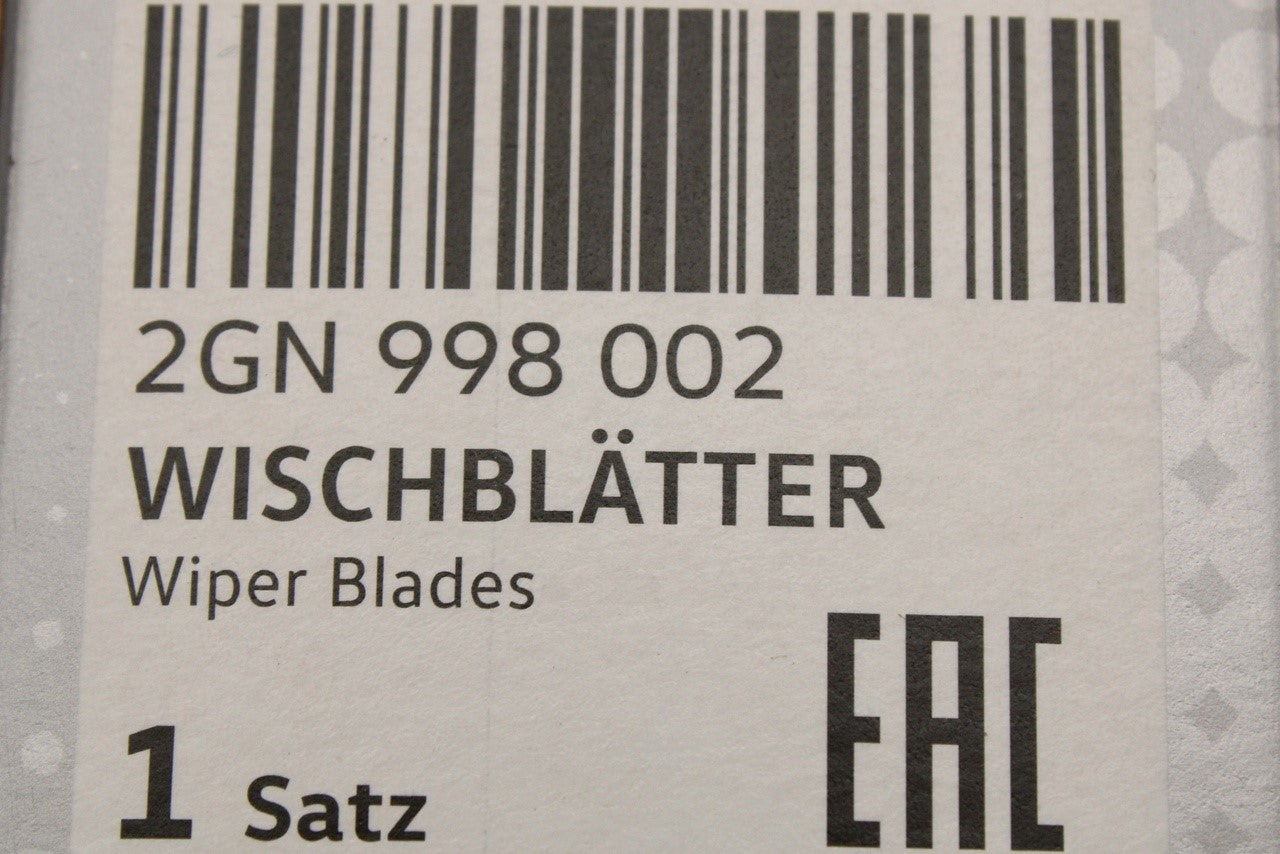 2GN 998 002
WISCHBLÄTTER
Wiper Blades
EAC
1 Satz